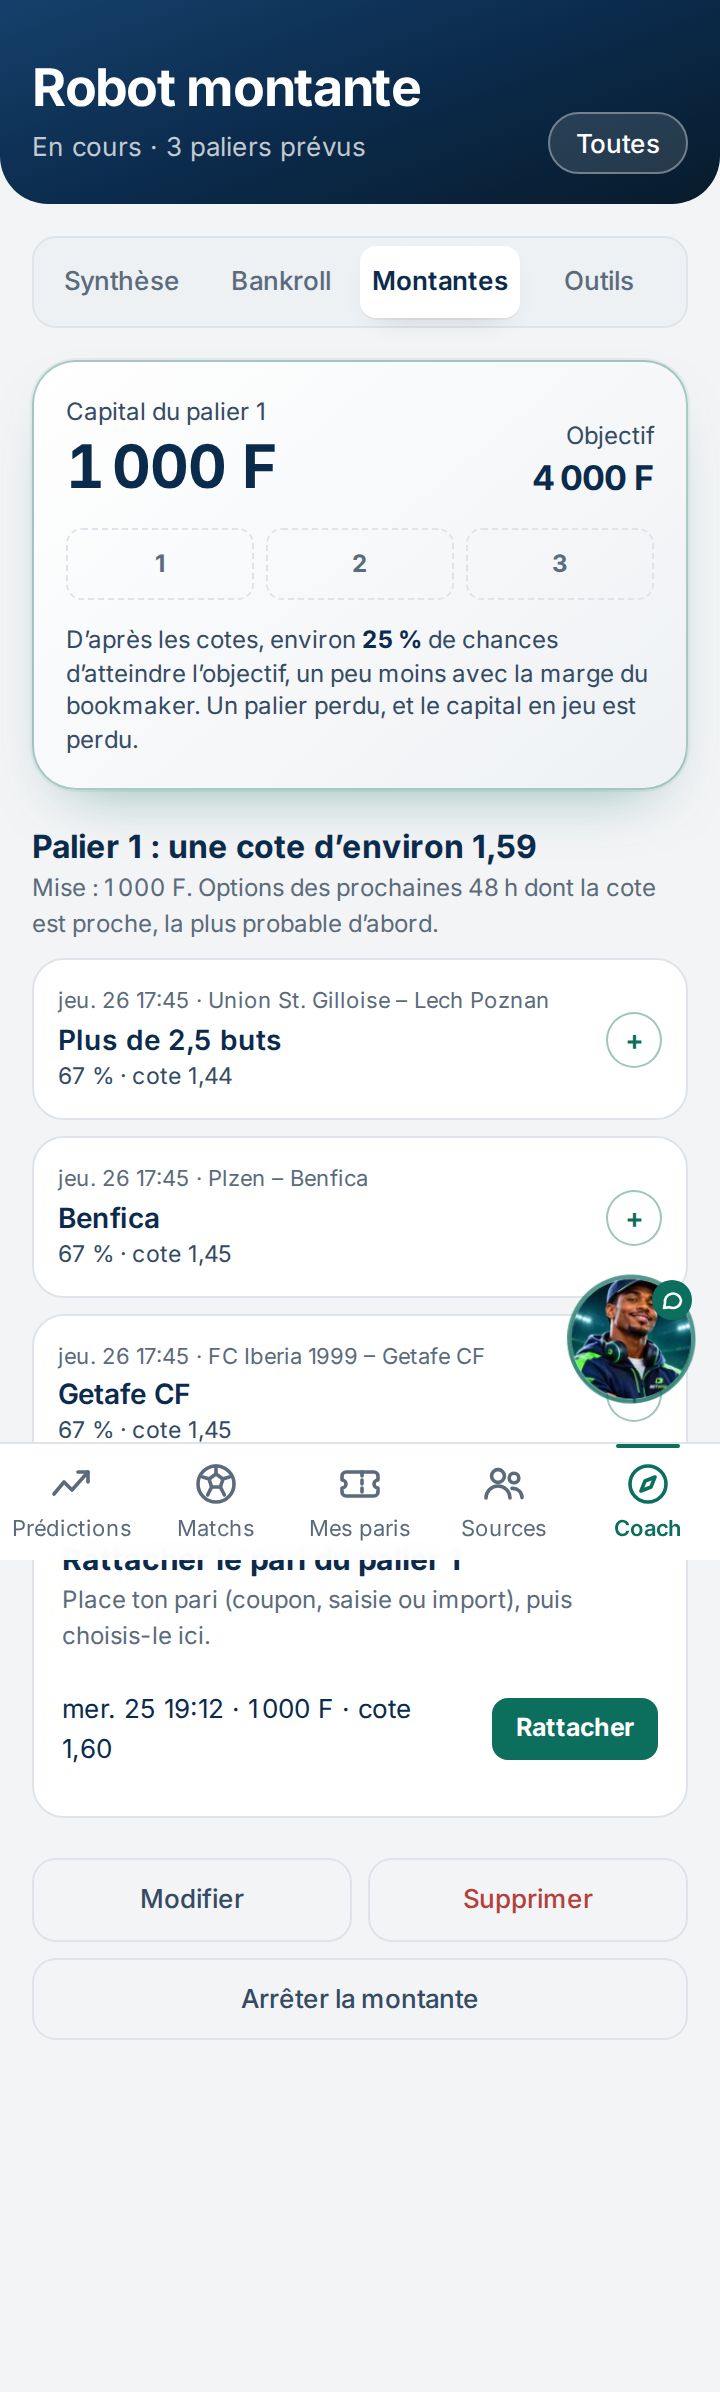 Robot montante
En cours · 3 paliers prévus
Toutes
Synthèse
Bankroll
Montantes
Outils
Capital du palier 1
1 000 F
Objectif
4 000 F
1
2
3
D’après les cotes, environ 25 % de chances
d’atteindre l’objectif, un peu moins avec la marge du
bookmaker. Un palier perdu, et le capital en jeu est
perdu.
Palier 1 : une cote d’environ 1,59
Mise : 1 000 F. Options des prochaines 48 h dont la cote
est proche, la plus probable d’abord.
jeu. 26 17:45 · Union St. Gilloise – Lech Poznan
Plus de 2,5 buts
67 % · cote 1,44
+
jeu. 26 17:45 · Plzen – Benfica
Benfica
67 % · cote 1,45
+
jeu. 26 17:45 · FC Iberia 1999 – Getafe CF
Getafe CF
67 % · cote 1,45
Prédictions
Matchs
Mes paris
Sources
Coach
Rattacher le pari du palier 1
Place ton pari (coupon, saisie ou import), puis
choisis-le ici.
mer. 25 19:12 · 1 000 F · cote
1,60
Rattacher
Modifier
Supprimer
Arrêter la montante